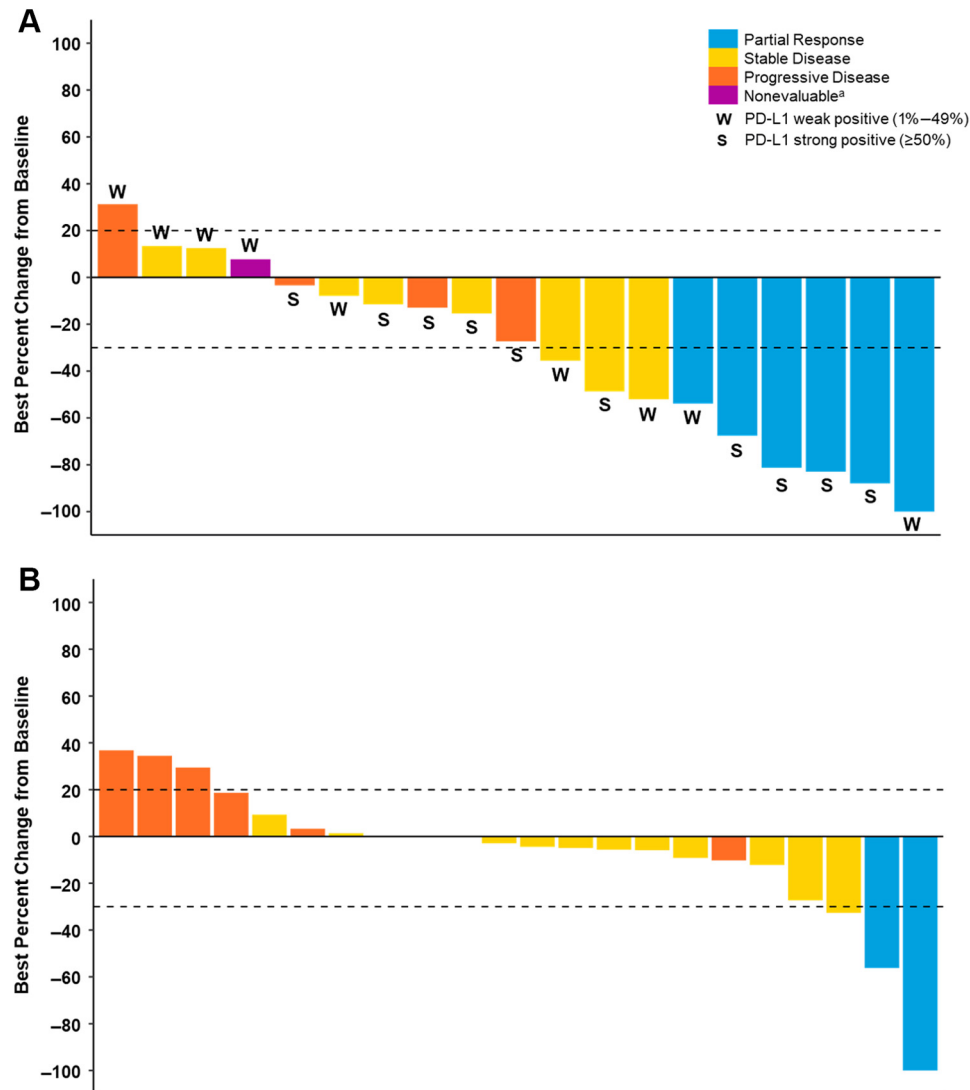 A
Best Percent Change from Baseline
100
80
60
40
20
0
–20
–40
–60
–80
–100
Partial Response
Stable Disease
Progressive Disease
Nonevaluableᵃ
W PD-L1 weak positive (1%–49%)
S PD-L1 strong positive (≥50%)
W
W
W
W
S
W
S
S
S
S
W
S
W
W
S
S
S
S
W
B
Best Percent Change from Baseline
100
80
60
40
20
0
–20
–40
–60
–80
–100